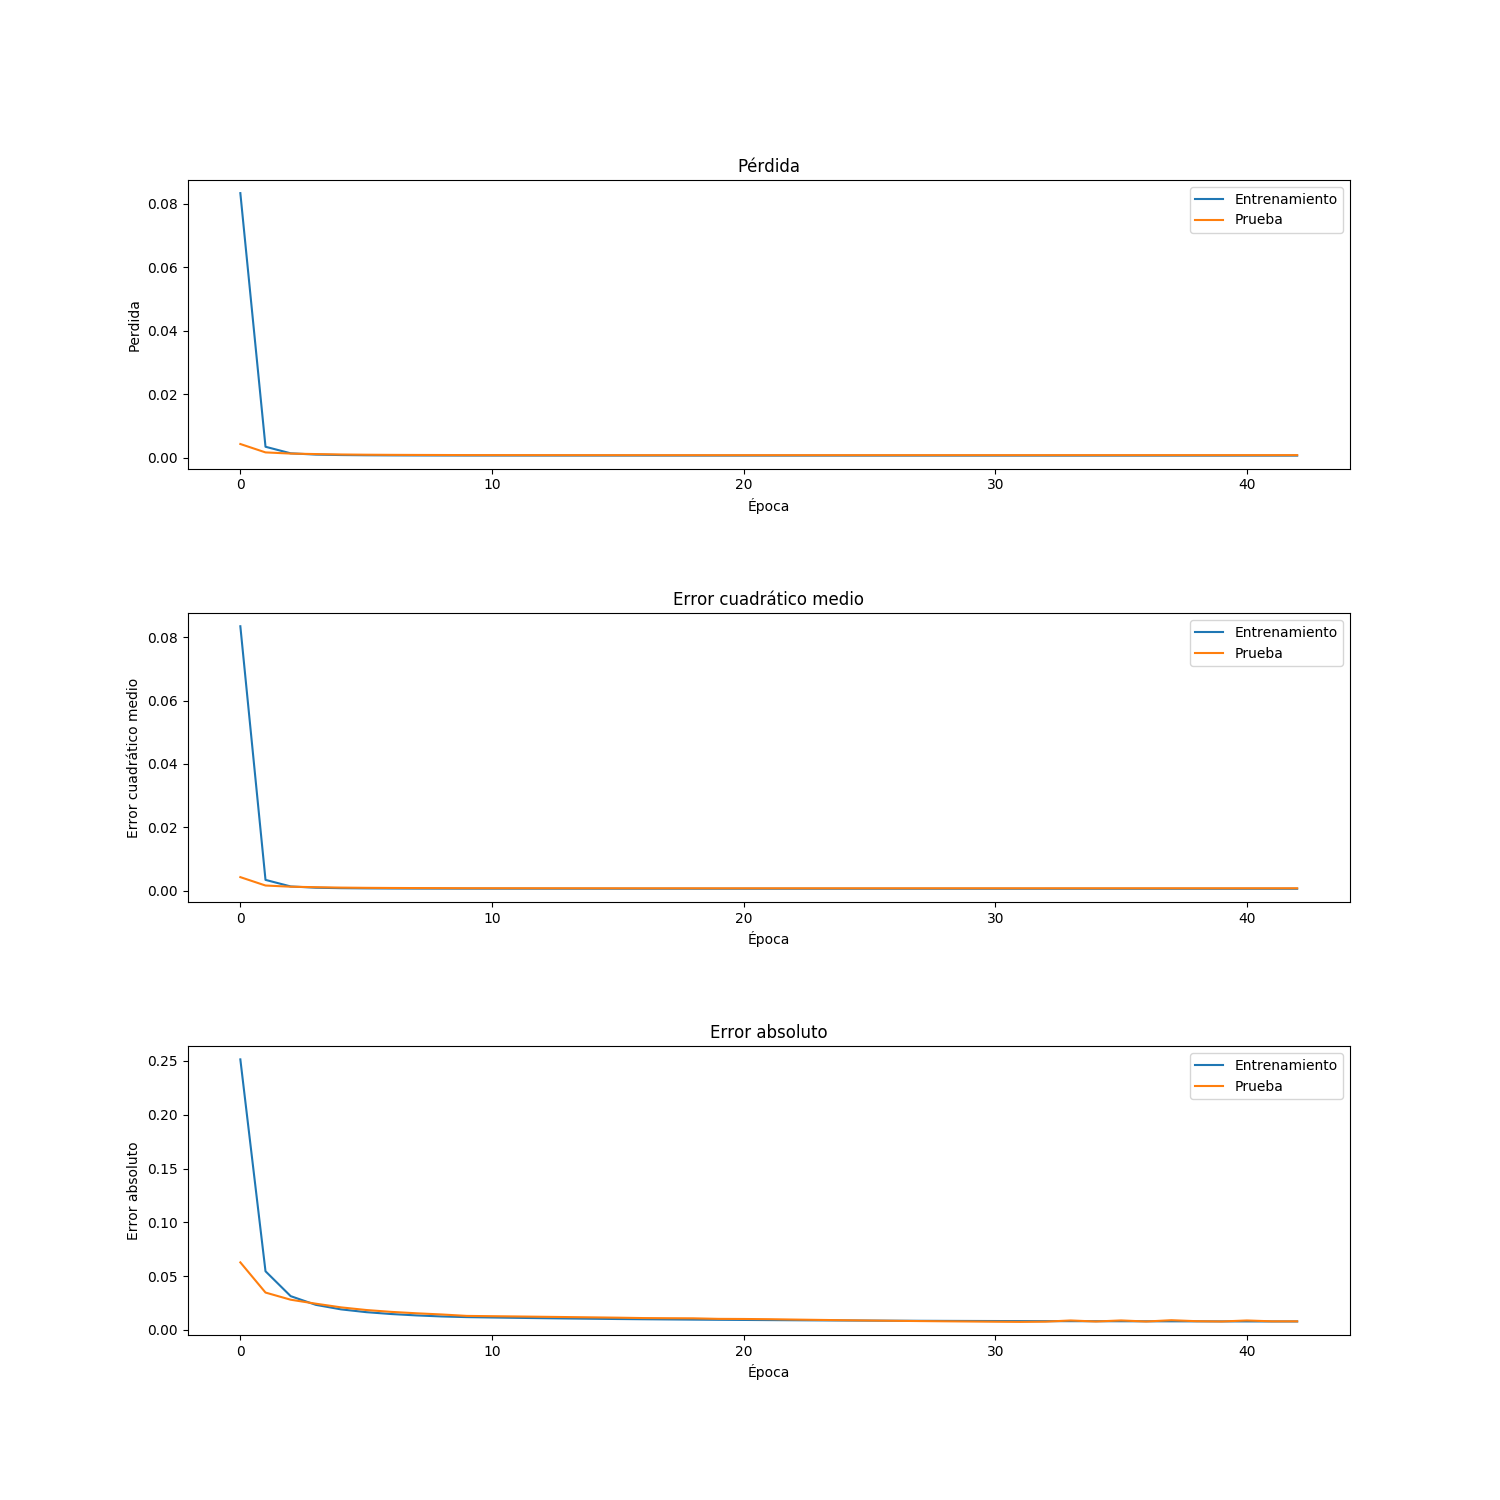 Pérdida
Entrenamiento
Prueba
0.08
0.06
0.04
0.02
0.00
Perdida
0 10 20 30 40
Época
Error cuadrático medio
Entrenamiento
Prueba
0.08
0.06
0.04
0.02
0.00
Error cuadrático medio
0 10 20 30 40
Época
Error absoluto
Entrenamiento
Prueba
0.25
0.20
0.15
0.10
0.05
0.00
Error absoluto
0 10 20 30 40
Época